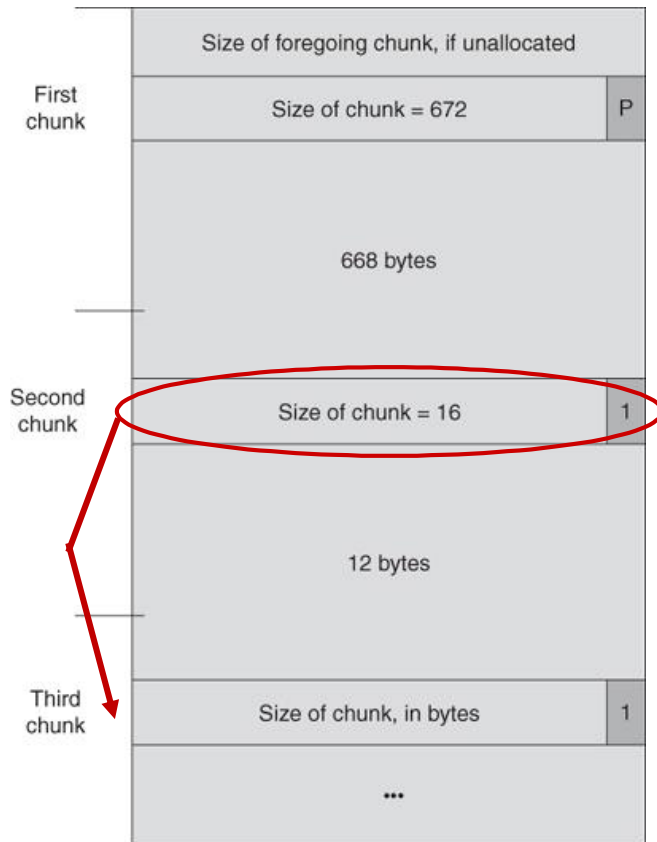 Size of foregoing chunk, if unallocated
First
chunk
Size of chunk = 672
P
668 bytes
Second
chunk
Size of chunk = 16
1
12 bytes
Third
chunk
Size of chunk, in bytes
1
...